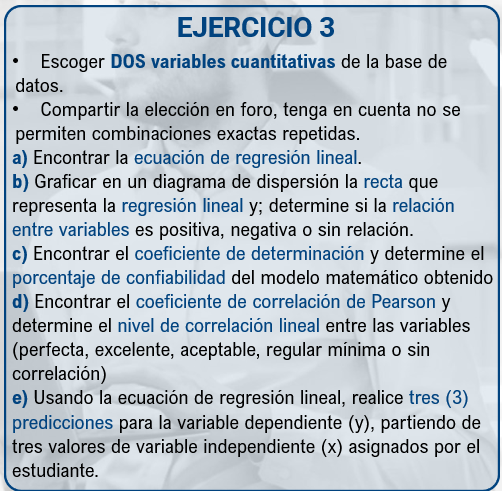 EJERCICIO 3
• Escoger DOS variables cuantitativas de la base de
datos.
• Compartir la elección en foro, tenga en cuenta no se
permiten combinaciones exactas repetidas.
a) Encontrar la ecuación de regresión lineal.
b) Graficar en un diagrama de dispersión la recta que
representa la regresión lineal y; determine si la relación
entre variables es positiva, negativa o sin relación.
c) Encontrar el coeficiente de determinación y determine el
porcentaje de confiabilidad del modelo matemático obtenido
d) Encontrar el coeficiente de correlación de Pearson y
determine el nivel de correlación lineal entre las variables
(perfecta, excelente, aceptable, regular mínima o sin
correlación)
e) Usando la ecuación de regresión lineal, realice tres (3)
predicciones para la variable dependiente (y), partiendo de
tres valores de variable independiente (x) asignados por el
estudiante.